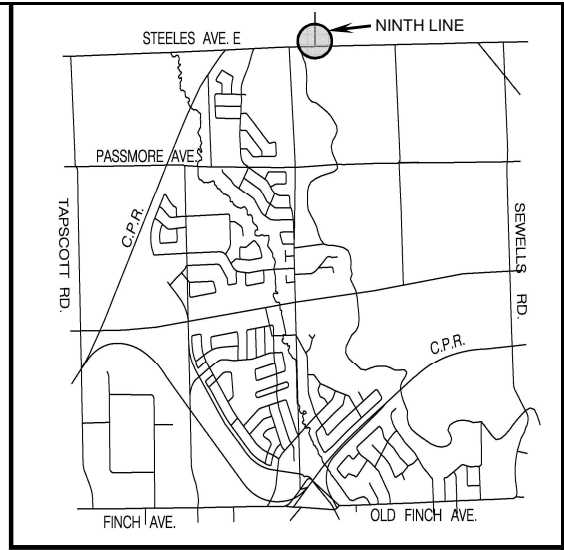 NINTH LINE
STEELES AVE. E
PASSMORE AVE.
TAPSCOTT RD.
C.P.R.
SEWELLS RD.
C.P.R.
FINCH AVE.
OLD FINCH AVE.